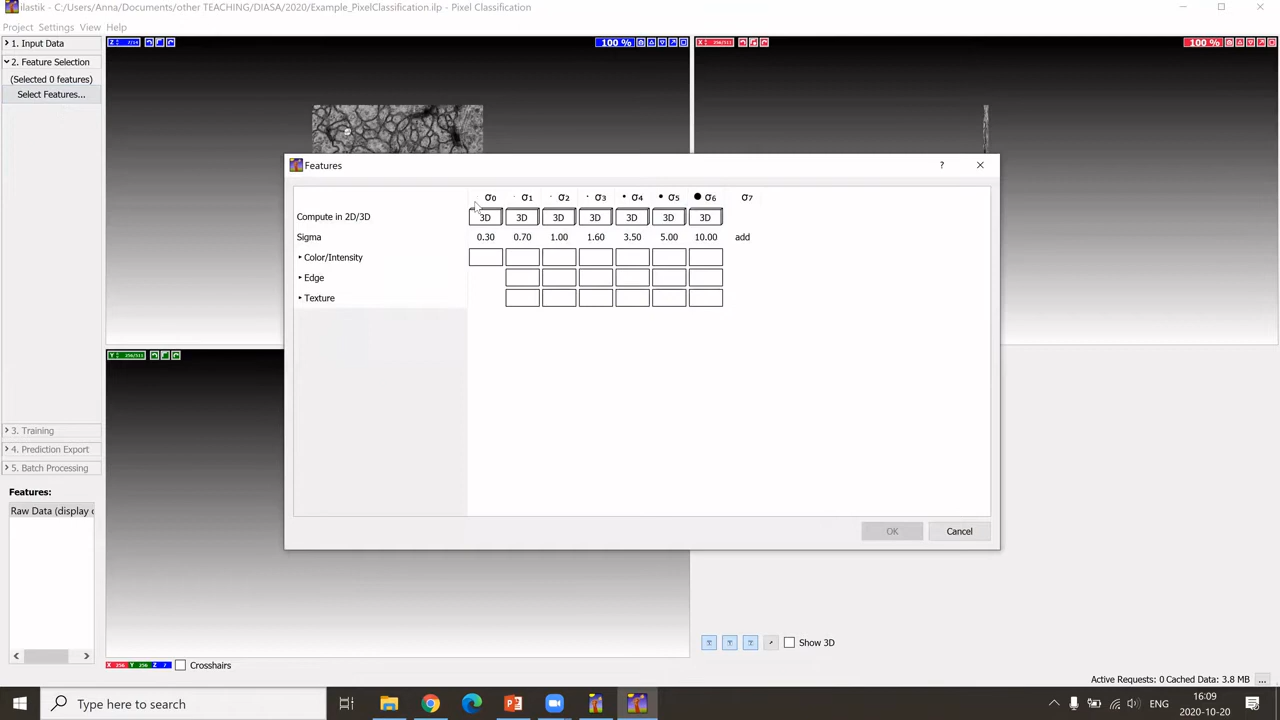 ilastik - C:/Users/Anna/Documents/other TEACHING/DIASA/2020/Example_PixelClassification.ilp - Pixel Classification
Project Settings View Help
1. Input Data
2. Feature Selection
(Selected 0 features)
Select Features...
100 %
100 %
Features
?
σ0 σ1 σ2 σ3 σ4 σ5 σ6 σ7
Compute in 2D/3D 3D 3D 3D 3D 3D 3D 3D
Sigma 0.30 0.70 1.00 1.60 3.50 5.00 10.00 add
Color/Intensity
Edge
Texture
OK Cancel
3. Training
4. Prediction Export
5. Batch Processing
Features:
Raw Data (display
Show 3D
Crosshairs
Active Requests: 0 Cached Data: 3.8 MB ...
Type here to search
16:09
2020-10-20